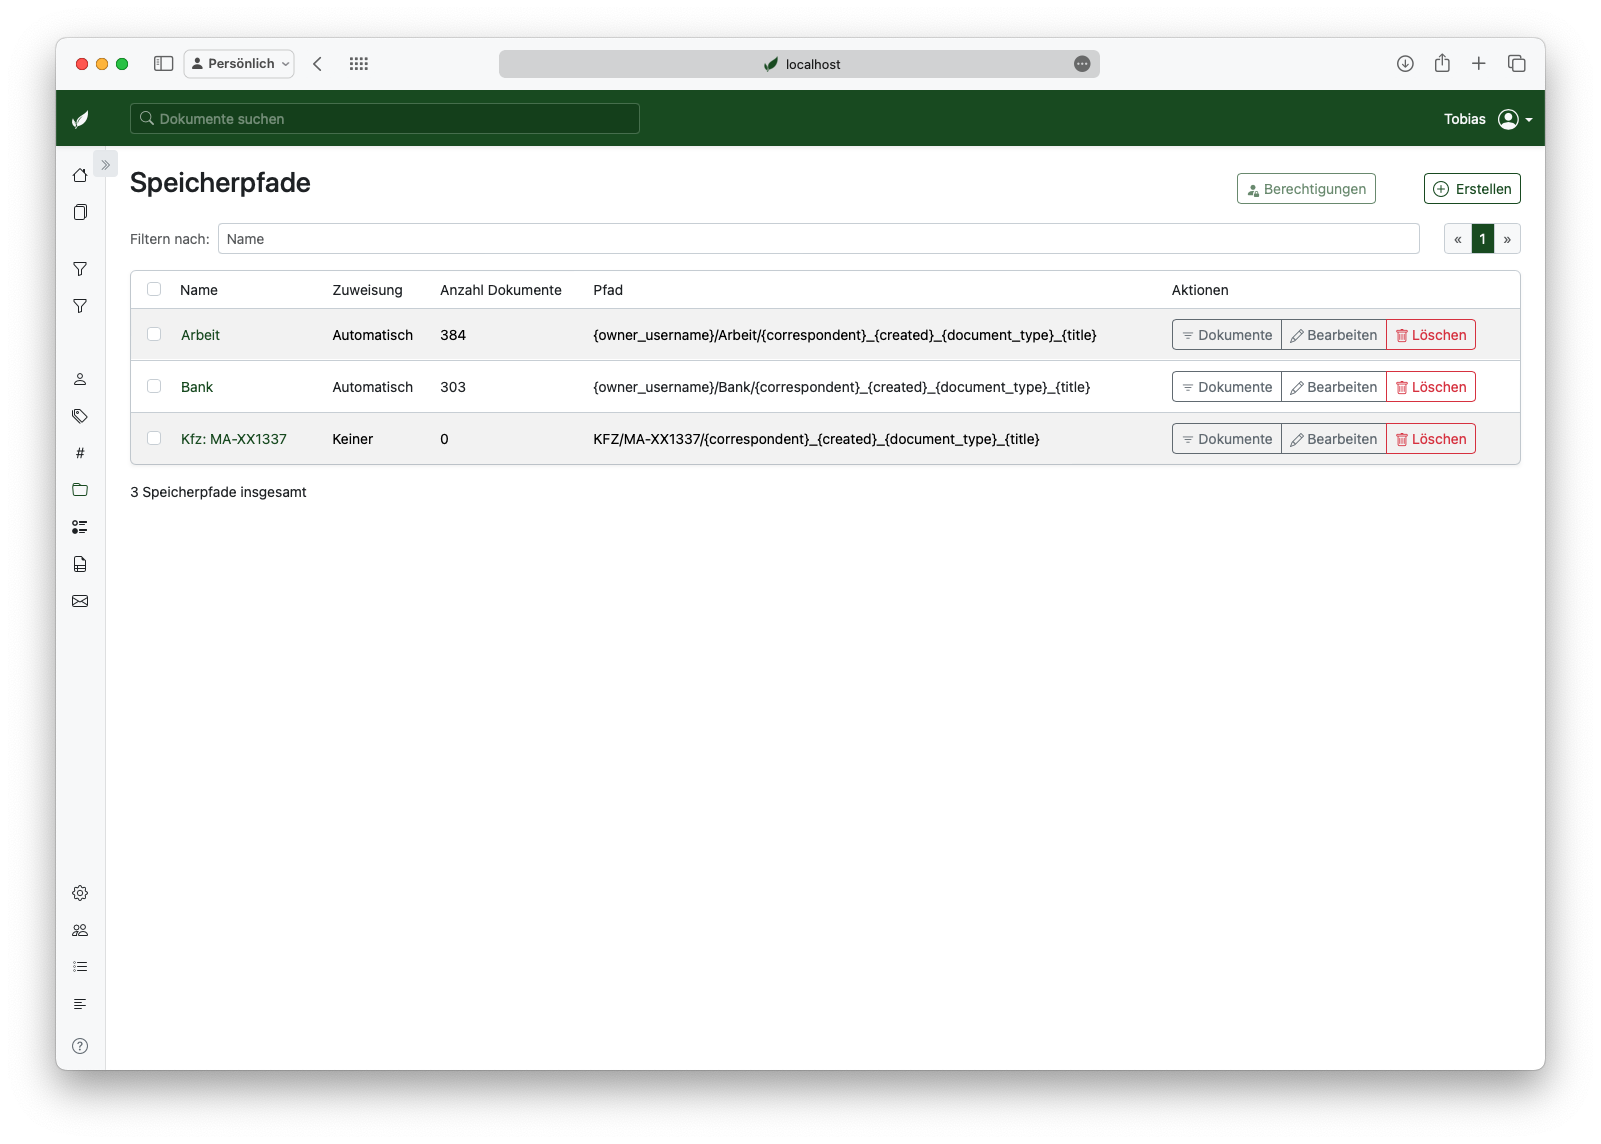 Persönlich
localhost
Dokumente suchen
Tobias
Speicherpfade
Berechtigungen
Erstellen
Filtern nach: Name
« 1 »
Name Zuweisung Anzahl Dokumente Pfad Aktionen
Arbeit Automatisch 384 {owner_username}/Arbeit/{correspondent}_{created}_{document_type}_{title} Dokumente Bearbeiten Löschen
Bank Automatisch 303 {owner_username}/Bank/{correspondent}_{created}_{document_type}_{title} Dokumente Bearbeiten Löschen
Kfz: MA-XX1337 Keiner 0 KFZ/MA-XX1337/{correspondent}_{created}_{document_type}_{title} Dokumente Bearbeiten Löschen
3 Speicherpfade insgesamt